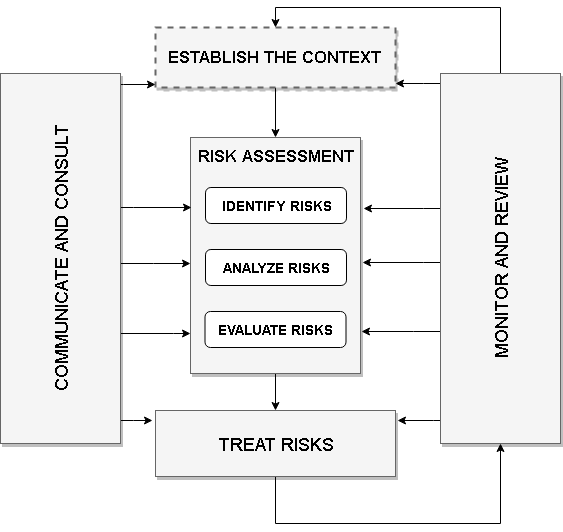 ESTABLISH THE CONTEXT
COMMUNICATE AND CONSULT
RISK ASSESSMENT
IDENTIFY RISKS
ANALYZE RISKS
EVALUATE RISKS
MONITOR AND REVIEW
TREAT RISKS